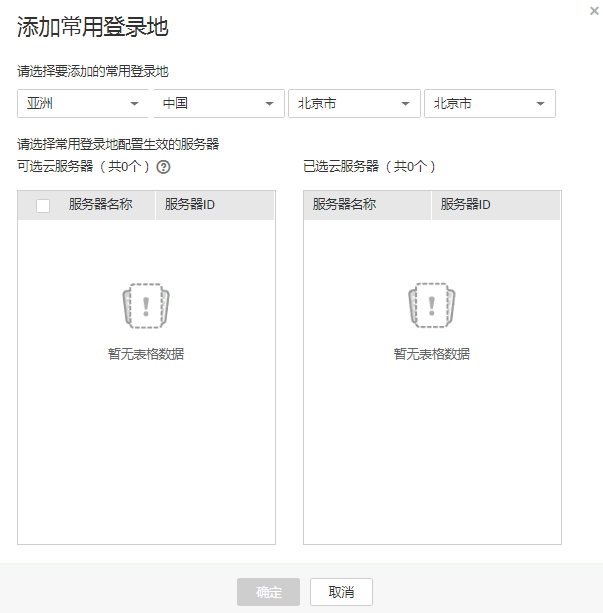 添加常用登录地
请选择要添加的常用登录地
亚洲 中国 北京市 北京市
请选择常用登录地配置生效的服务器
可选云服务器（共0个） 已选云服务器（共0个）
服务器名称 服务器ID 服务器名称 服务器ID
暂无表格数据 暂无表格数据
确定 取消